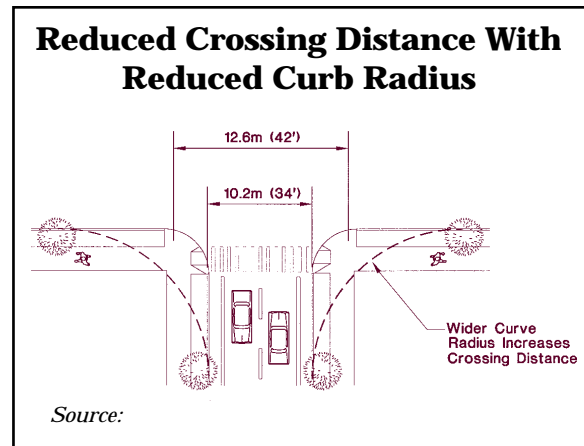 Reduced Crossing Distance With
Reduced Curb Radius
12.6m (42')
10.2m (34')
Wider Curve
Radius Increases
Crossing Distance
Source: